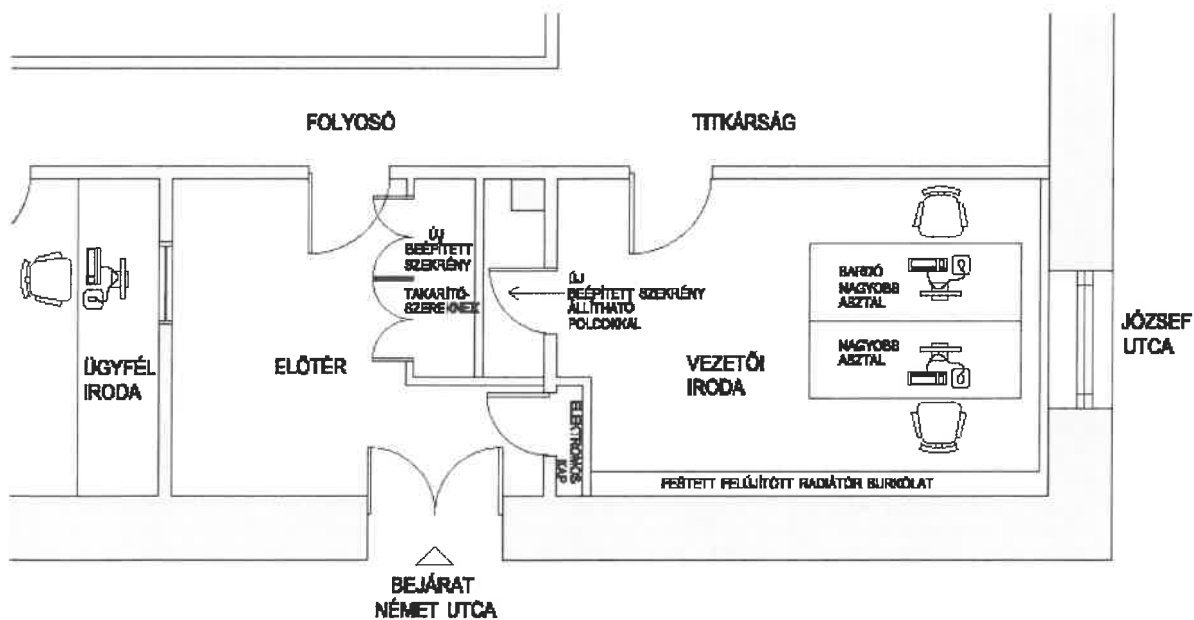 FOLYOSÓ
TITKÁRSÁG
ÚJ
BEÉPÍTETT
SZEKRÉNY
TAKARÍTÓ-
SZEREKNEK
ÚJ
BEÉPÍTETT SZEKRÉNY
ÁLLÍTHATÓ
POLCOKKAL
BARDÓ
NAGYOBB
ASZTAL
NAGYOBB
ASZTAL
JÓZSEF
UTCA
ÜGYFÉL
IRODA
ELŐTÉR
VEZETŐI
IRODA
ELEKTROMOS
KAP
FESTETT FELÚJÍTOTT RADIÁTOR BURKOLAT
BEJÁRAT
NÉMET UTCA